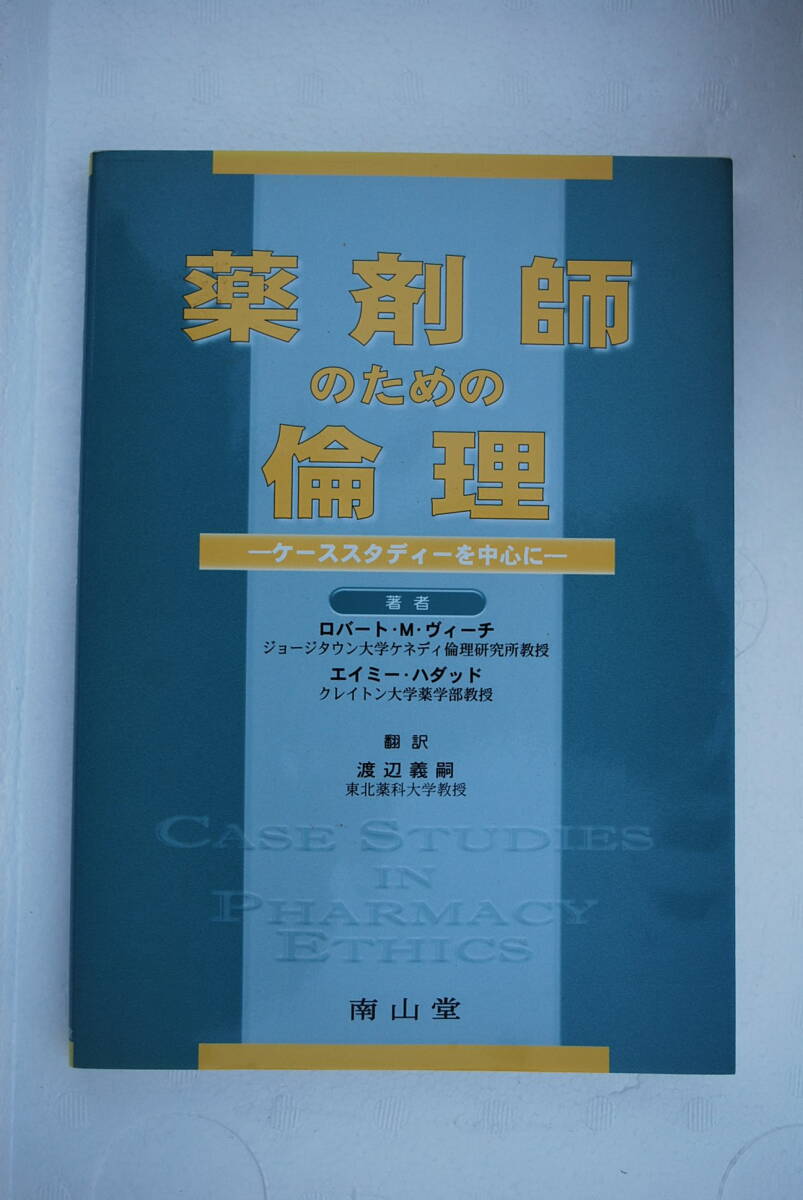 薬剤師
のための
倫理
―ケーススタディーを中心に―
著者
ロバート・M・ヴィーチ
ジョージタウン大学ケネディ倫理研究所教授
エイミー・ハダッド
クレイトン大学薬学部教授
翻訳
渡辺義嗣
東北薬科大学教授
CASE STUDIES
IN
PHARMACY
ETHICS
南山堂